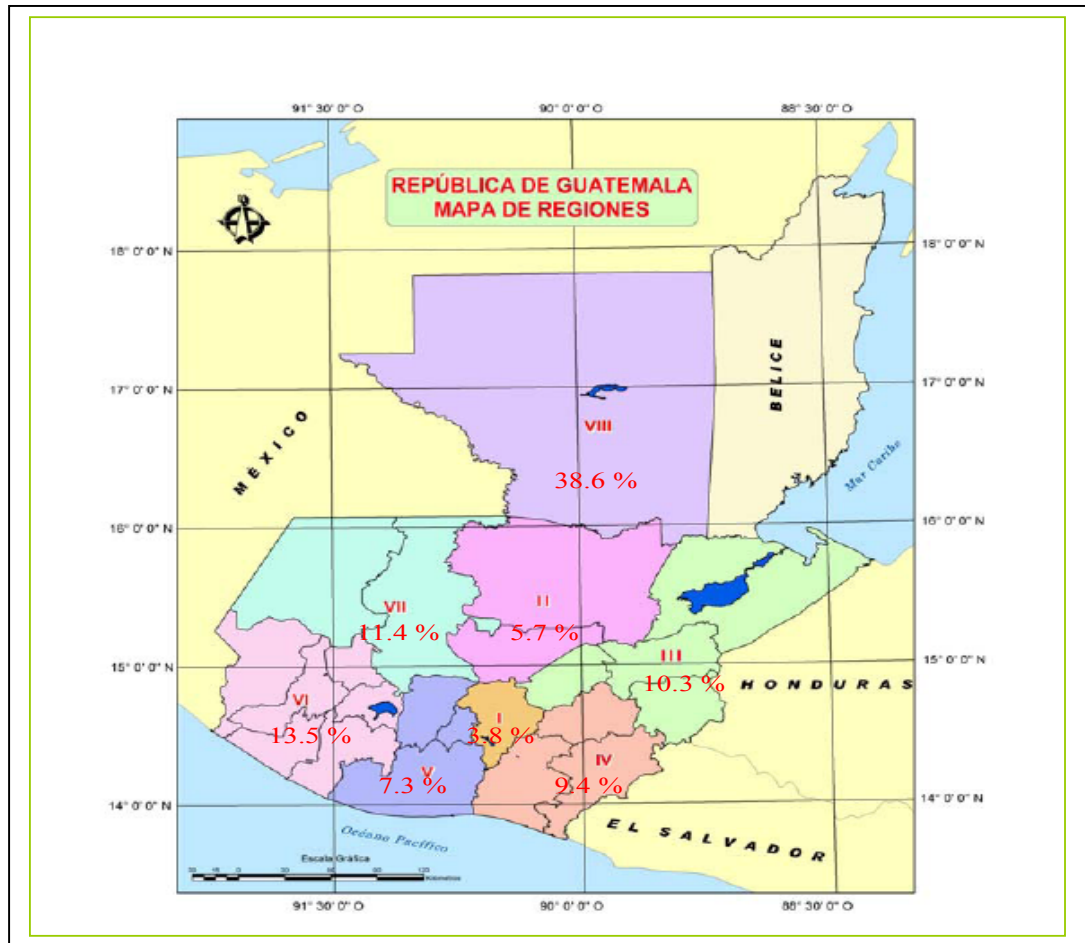 91° 30' 0" O
90° 0' 0" O
88° 30' 0" O
REPÚBLICA DE GUATEMALA
MAPA DE REGIONES
18° 0' 0" N
18° 0' 0" N
BELICE
17° 0' 0" N
17° 0' 0" N
MÉXICO
VIII
Mar Caribe
38.6 %
16° 0' 0" N
16° 0' 0" N
VII
II
11.4 %
5.7 %
15° 0' 0" N
III
15° 0' 0" N
10.3 %
HONDURAS
VI
I
13.5 %
3.8 %
V
IV
7.3 %
9.4 %
14° 0' 0" N
14° 0' 0" N
EL SALVADOR
Océano Pacífico
Escala Gráfica
Kilómetros
91° 30' 0" O
90° 0' 0" O
88° 30' 0" O